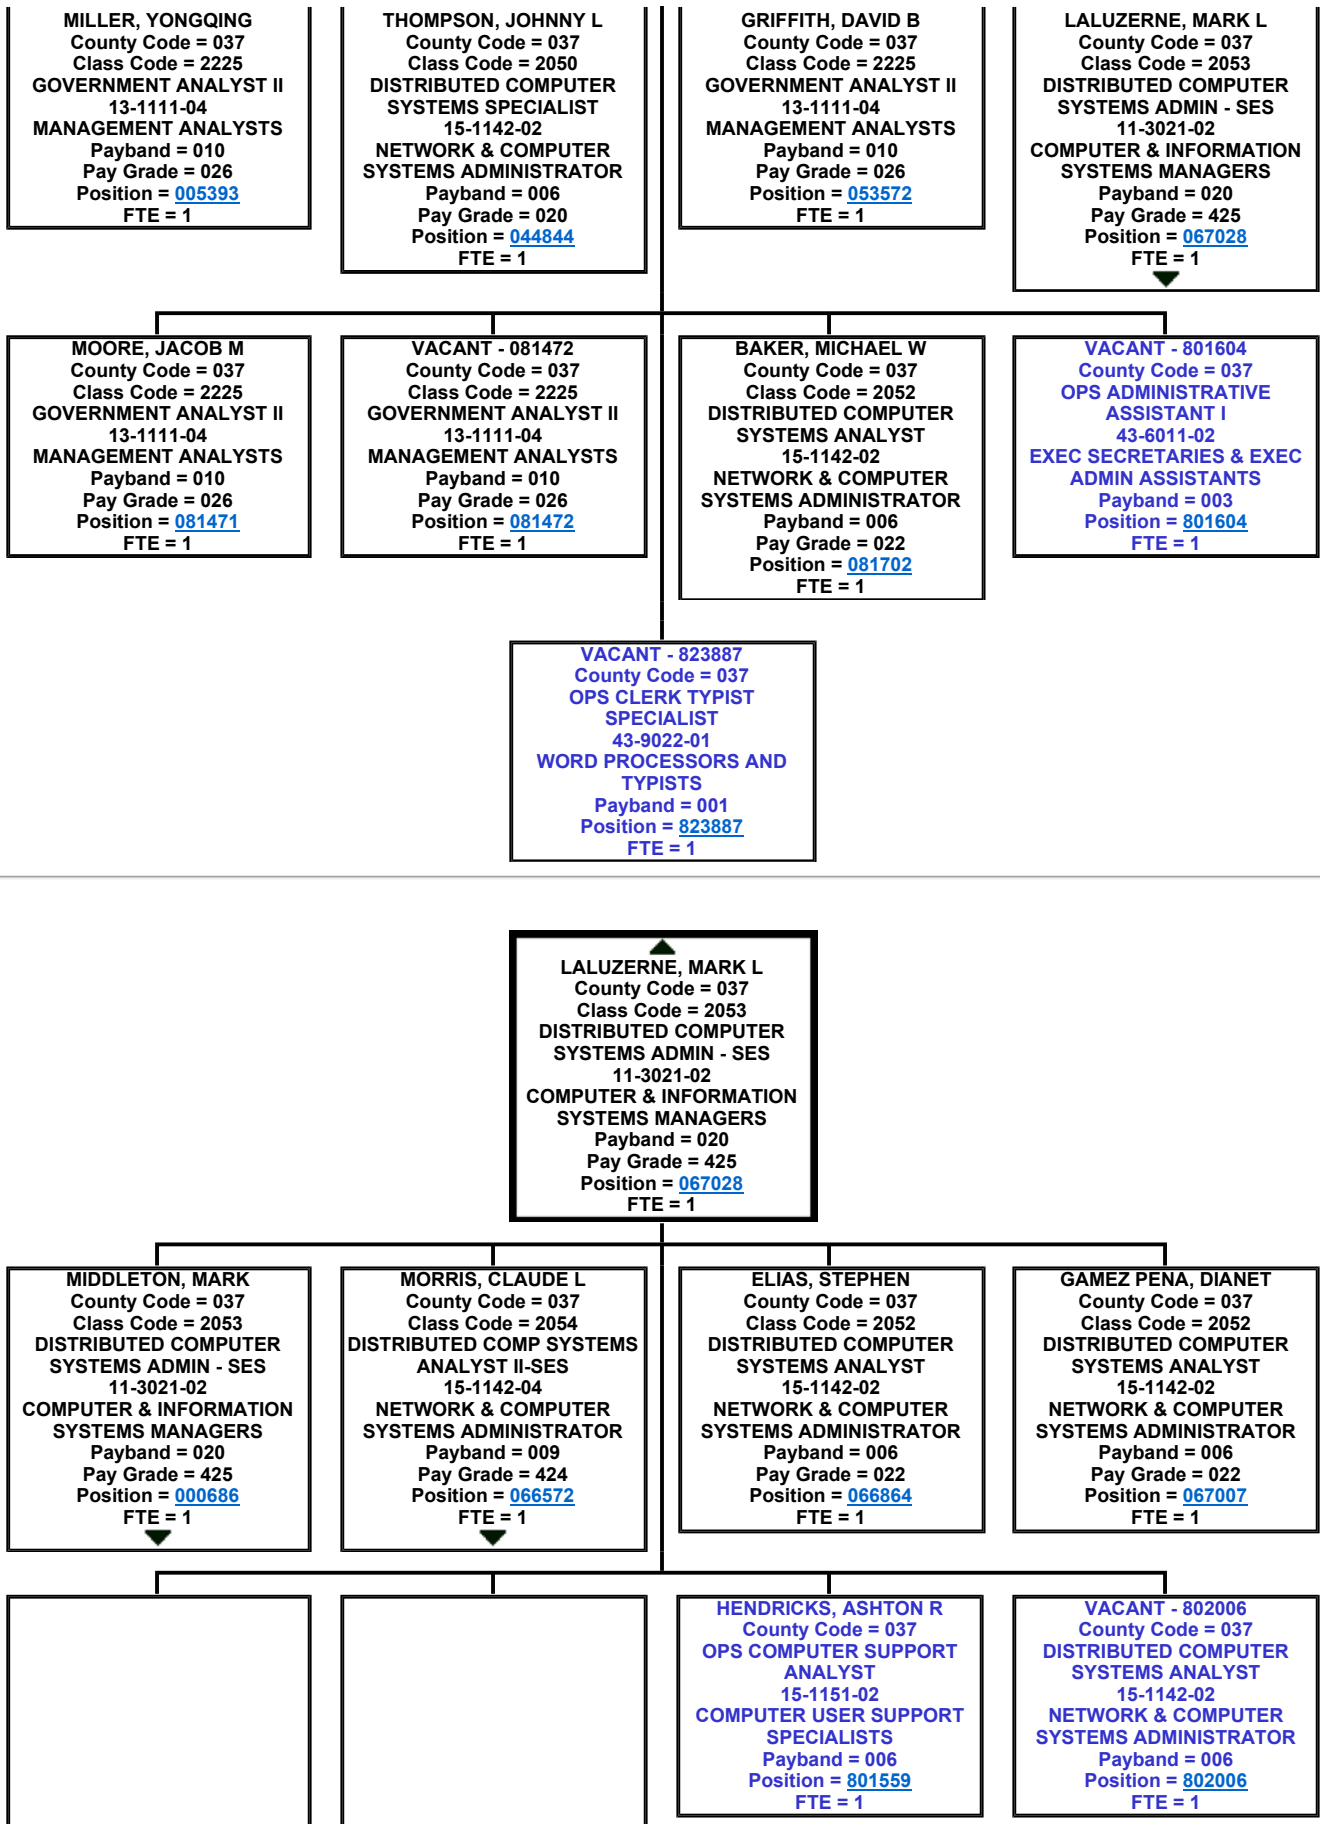 MILLER, YONGQING
County Code = 037
Class Code = 2225
GOVERNMENT ANALYST II
13-1111-04
MANAGEMENT ANALYSTS
Payband = 010
Pay Grade = 026
Position = 005393
FTE = 1
THOMPSON, JOHNNY L
County Code = 037
Class Code = 2050
DISTRIBUTED COMPUTER
SYSTEMS SPECIALIST
15-1142-02
NETWORK & COMPUTER
SYSTEMS ADMINISTRATOR
Payband = 006
Pay Grade = 020
Position = 044844
FTE = 1
GRIFFITH, DAVID B
County Code = 037
Class Code = 2225
GOVERNMENT ANALYST II
13-1111-04
MANAGEMENT ANALYSTS
Payband = 010
Pay Grade = 026
Position = 053572
FTE = 1
LALUZERNE, MARK L
County Code = 037
Class Code = 2053
DISTRIBUTED COMPUTER
SYSTEMS ADMIN - SES
11-3021-02
COMPUTER & INFORMATION
SYSTEMS MANAGERS
Payband = 020
Pay Grade = 425
Position = 067028
FTE = 1
MOORE, JACOB M
County Code = 037
Class Code = 2225
GOVERNMENT ANALYST II
13-1111-04
MANAGEMENT ANALYSTS
Payband = 010
Pay Grade = 026
Position = 081471
FTE = 1
VACANT - 081472
County Code = 037
Class Code = 2225
GOVERNMENT ANALYST II
13-1111-04
MANAGEMENT ANALYSTS
Payband = 010
Pay Grade = 026
Position = 081472
FTE = 1
BAKER, MICHAEL W
County Code = 037
Class Code = 2052
DISTRIBUTED COMPUTER
SYSTEMS ANALYST
15-1142-02
NETWORK & COMPUTER
SYSTEMS ADMINISTRATOR
Payband = 006
Pay Grade = 022
Position = 081702
FTE = 1
VACANT - 801604
County Code = 037
OPS ADMINISTRATIVE
ASSISTANT I
43-6011-02
EXEC SECRETARIES & EXEC
ADMIN ASSISTANTS
Payband = 003
Position = 801604
FTE = 1
VACANT - 823887
County Code = 037
OPS CLERK TYPIST
SPECIALIST
43-9022-01
WORD PROCESSORS AND
TYPISTS
Payband = 001
Position = 823887
FTE = 1
LALUZERNE, MARK L
County Code = 037
Class Code = 2053
DISTRIBUTED COMPUTER
SYSTEMS ADMIN - SES
11-3021-02
COMPUTER & INFORMATION
SYSTEMS MANAGERS
Payband = 020
Pay Grade = 425
Position = 067028
FTE = 1
MIDDLETON, MARK
County Code = 037
Class Code = 2053
DISTRIBUTED COMPUTER
SYSTEMS ADMIN - SES
11-3021-02
COMPUTER & INFORMATION
SYSTEMS MANAGERS
Payband = 020
Pay Grade = 425
Position = 000686
FTE = 1
MORRIS, CLAUDE L
County Code = 037
Class Code = 2054
DISTRIBUTED COMP SYSTEMS
ANALYST II-SES
15-1142-04
NETWORK & COMPUTER
SYSTEMS ADMINISTRATOR
Payband = 009
Pay Grade = 424
Position = 066572
FTE = 1
ELIAS, STEPHEN
County Code = 037
Class Code = 2052
DISTRIBUTED COMPUTER
SYSTEMS ANALYST
15-1142-02
NETWORK & COMPUTER
SYSTEMS ADMINISTRATOR
Payband = 006
Pay Grade = 022
Position = 066864
FTE = 1
GAMEZ PENA, DIANET
County Code = 037
Class Code = 2052
DISTRIBUTED COMPUTER
SYSTEMS ANALYST
15-1142-02
NETWORK & COMPUTER
SYSTEMS ADMINISTRATOR
Payband = 006
Pay Grade = 022
Position = 067007
FTE = 1
HENDRICKS, ASHTON R
County Code = 037
OPS COMPUTER SUPPORT
ANALYST
15-1151-02
COMPUTER USER SUPPORT
SPECIALISTS
Payband = 006
Position = 801559
FTE = 1
VACANT - 802006
County Code = 037
DISTRIBUTED COMPUTER
SYSTEMS ANALYST
15-1142-02
NETWORK & COMPUTER
SYSTEMS ADMINISTRATOR
Payband = 006
Position = 802006
FTE = 1